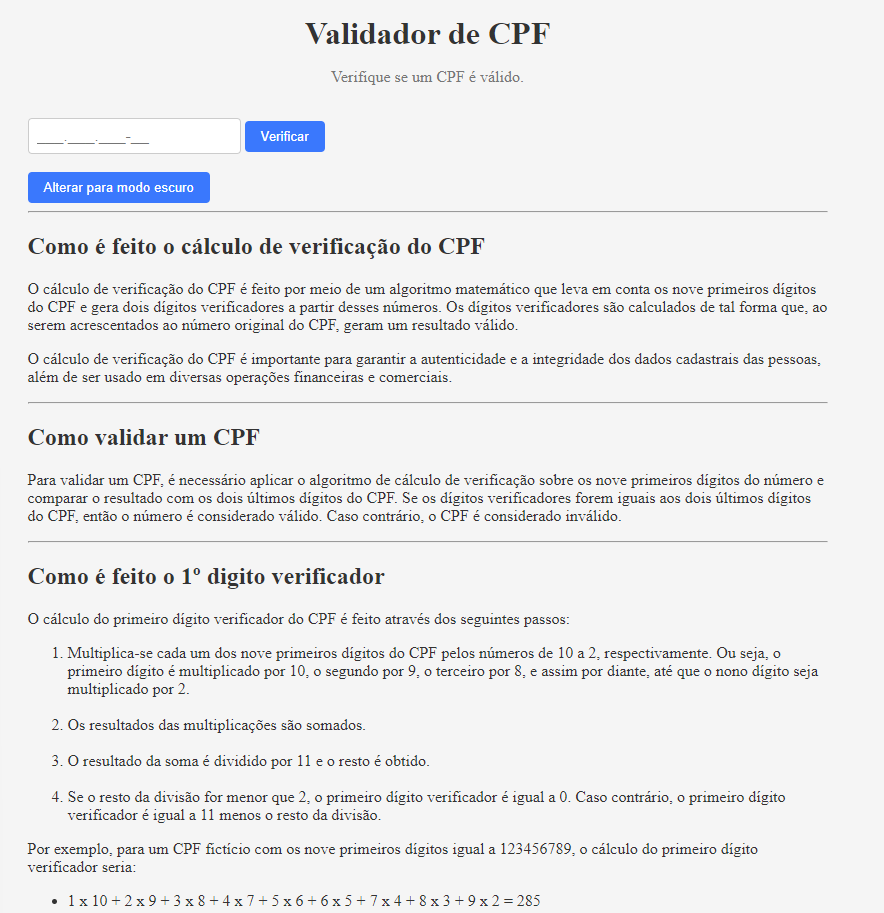 Validador de CPF
Verifique se um CPF é válido.
___.___.___-__
Verificar
Alterar para modo escuro
Como é feito o cálculo de verificação do CPF
O cálculo de verificação do CPF é feito por meio de um algoritmo matemático que leva em conta os nove primeiros dígitos
do CPF e gera dois dígitos verificadores a partir desses números. Os dígitos verificadores são calculados de tal forma que, ao
serem acrescentados ao número original do CPF, geram um resultado válido.
O cálculo de verificação do CPF é importante para garantir a autenticidade e a integridade dos dados cadastrais das pessoas,
além de ser usado em diversas operações financeiras e comerciais.
Como validar um CPF
Para validar um CPF, é necessário aplicar o algoritmo de cálculo de verificação sobre os nove primeiros dígitos do número e
comparar o resultado com os dois últimos dígitos do CPF. Se os dígitos verificadores forem iguais aos dois últimos dígitos
do CPF, então o número é considerado válido. Caso contrário, o CPF é considerado inválido.
Como é feito o 1º digito verificador
O cálculo do primeiro dígito verificador do CPF é feito através dos seguintes passos:
1. Multiplica-se cada um dos nove primeiros dígitos do CPF pelos números de 10 a 2, respectivamente. Ou seja, o
primeiro dígito é multiplicado por 10, o segundo por 9, o terceiro por 8, e assim por diante, até que o nono dígito seja
multiplicado por 2.
2. Os resultados das multiplicações são somados.
3. O resultado da soma é dividido por 11 e o resto é obtido.
4. Se o resto da divisão for menor que 2, o primeiro dígito verificador é igual a 0. Caso contrário, o primeiro dígito
verificador é igual a 11 menos o resto da divisão.
Por exemplo, para um CPF fictício com os nove primeiros dígitos igual a 123456789, o cálculo do primeiro dígito
verificador seria:
• 1 x 10 + 2 x 9 + 3 x 8 + 4 x 7 + 5 x 6 + 6 x 5 + 7 x 4 + 8 x 3 + 9 x 2 = 285